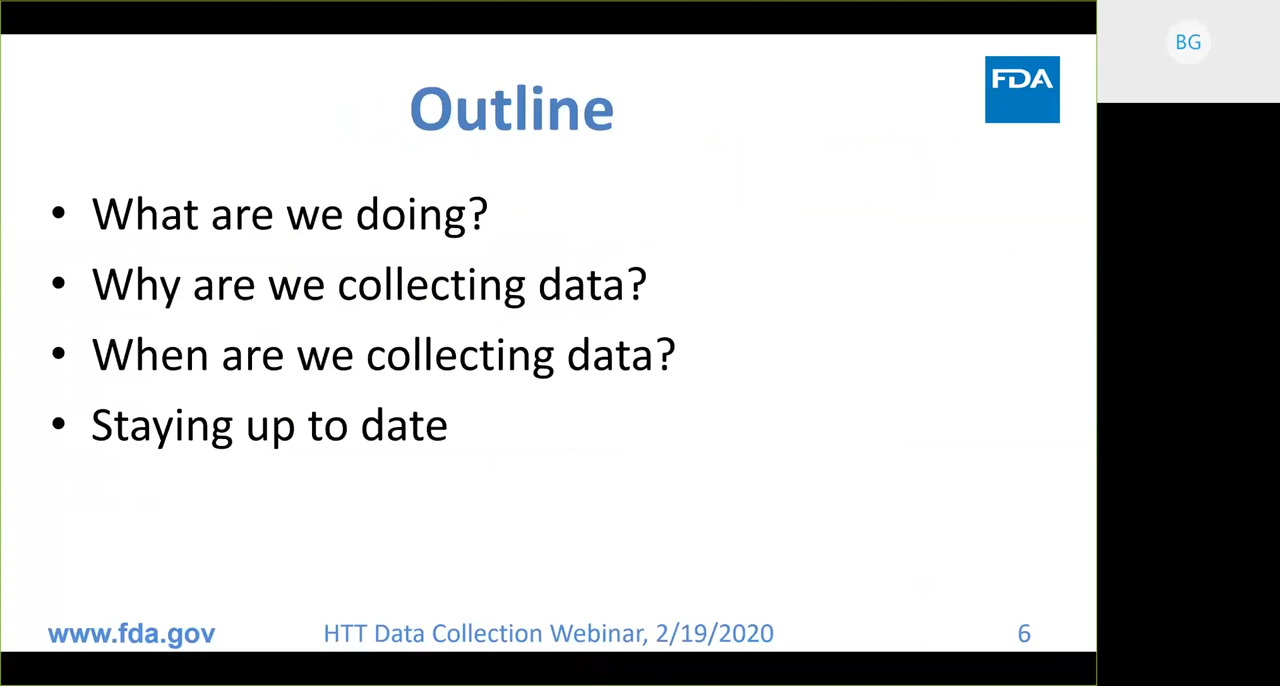 BG
FDA
Outline
• What are we doing?
• Why are we collecting data?
• When are we collecting data?
• Staying up to date
www.fda.gov HTT Data Collection Webinar, 2/19/2020 6